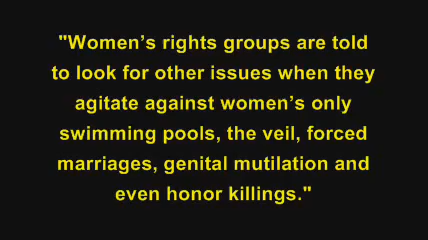 "Women’s rights groups are told
to look for other issues when they
agitate against women’s only
swimming pools, the veil, forced
marriages, genital mutilation and
even honor killings."